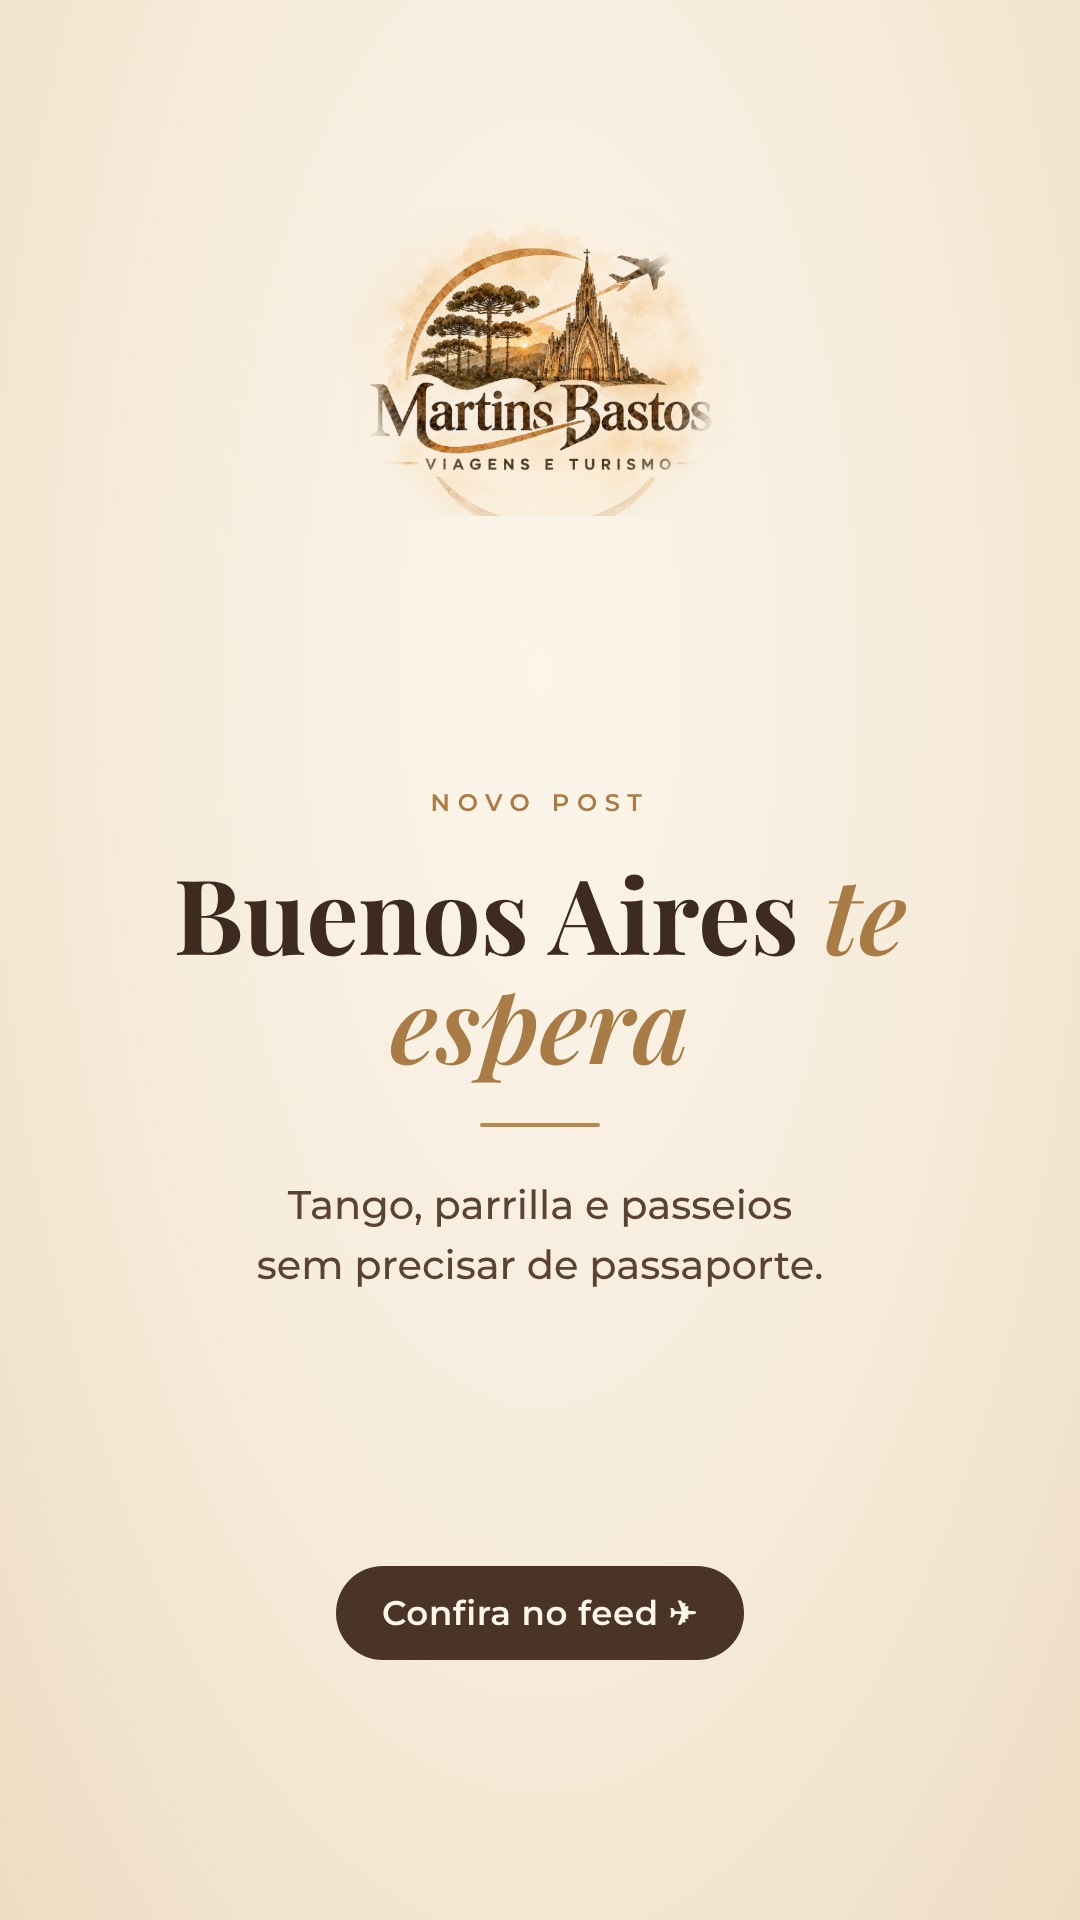 Martins Bastos
VIAGENS E TURISMO
NOVO POST
Buenos Aires te
espera
Tango, parrilla e passeios
sem precisar de passaporte.
Confira no feed ✈